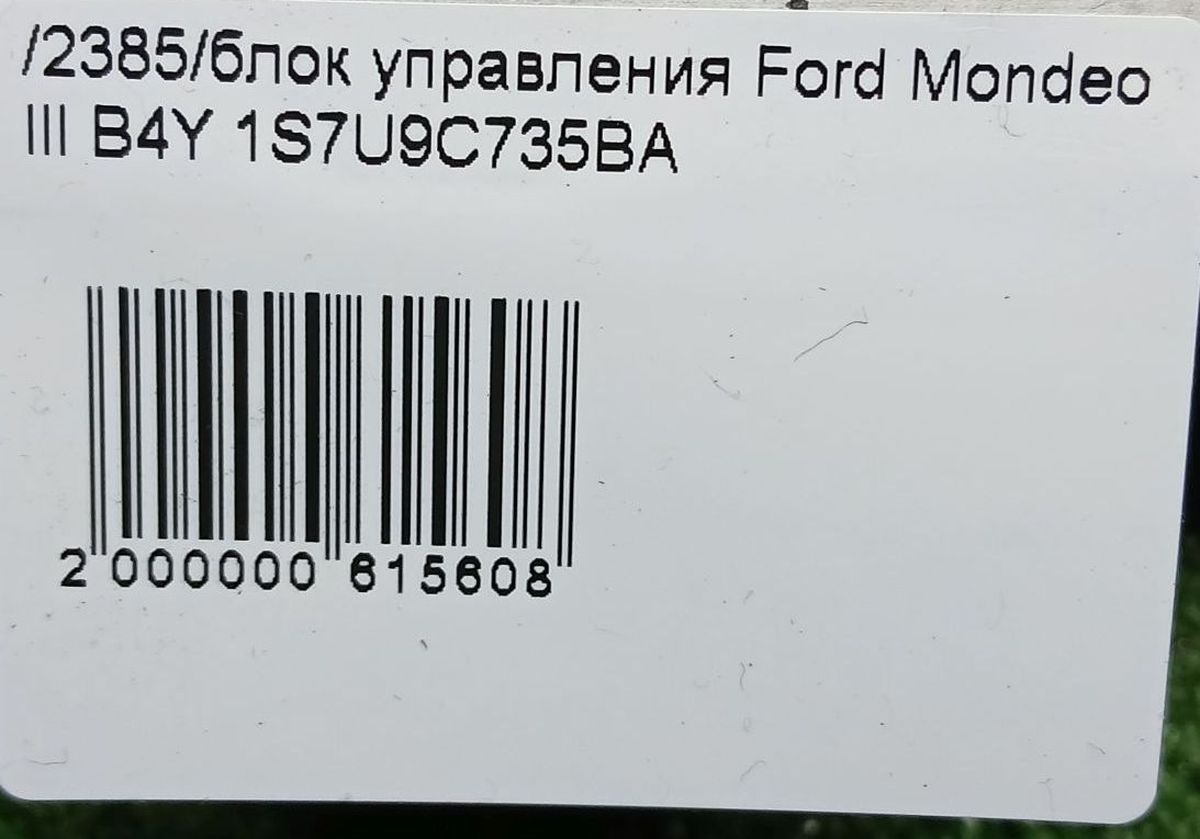 /2385/блок управления Ford Mondeo
III B4Y 1S7U9C735BA
2 000000 615608